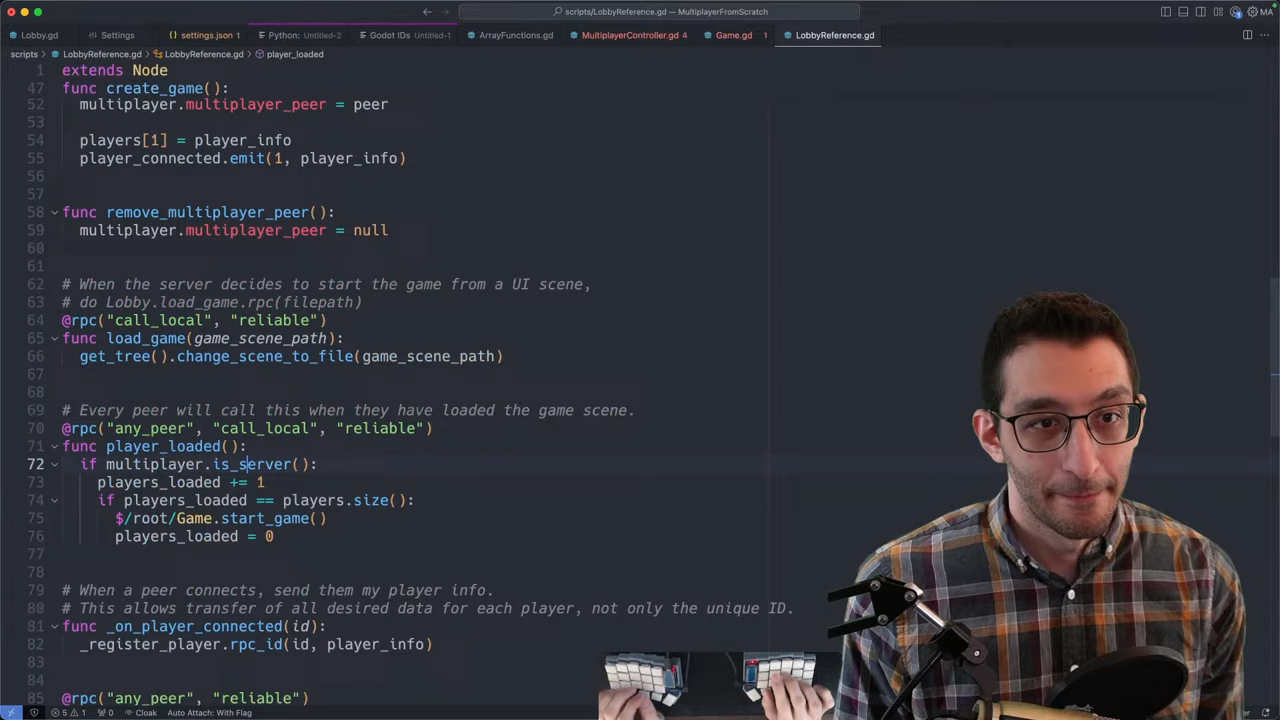 scripts/LobbyReference.gd — MultiplayerFromScratch
MA
Lobby.gd Settings settings.json 1 Python: Untitled-2 Godot IDs Untitled-1 ArrayFunctions.gd MultiplayerController.gd 4 Game.gd 1 LobbyReference.gd
scripts > LobbyReference.gd > LobbyReference.gd > player_loaded
1 extends Node
47 func create_game():
52 multiplayer.multiplayer_peer = peer
53
54 players[1] = player_info
55 player_connected.emit(1, player_info)
56
57
58 func remove_multiplayer_peer():
59 multiplayer.multiplayer_peer = null
60
61
62 # When the server decides to start the game from a UI scene,
63 # do Lobby.load_game.rpc(filepath)
64 @rpc("call_local", "reliable")
65 func load_game(game_scene_path):
66 get_tree().change_scene_to_file(game_scene_path)
67
68
69 # Every peer will call this when they have loaded the game scene.
70 @rpc("any_peer", "call_local", "reliable")
71 func player_loaded():
72 if multiplayer.is_server():
73 players_loaded += 1
74 if players_loaded == players.size():
75 $/root/Game.start_game()
76 players_loaded = 0
77
78
79 # When a peer connects, send them my player info.
80 # This allows transfer of all desired data for each player, not only the unique ID.
81 func _on_player_connected(id):
82 _register_player.rpc_id(id, player_info)
83
84
85 @rpc("any_peer", "reliable")
5 1 0 Cloak Auto Attach: With Flag